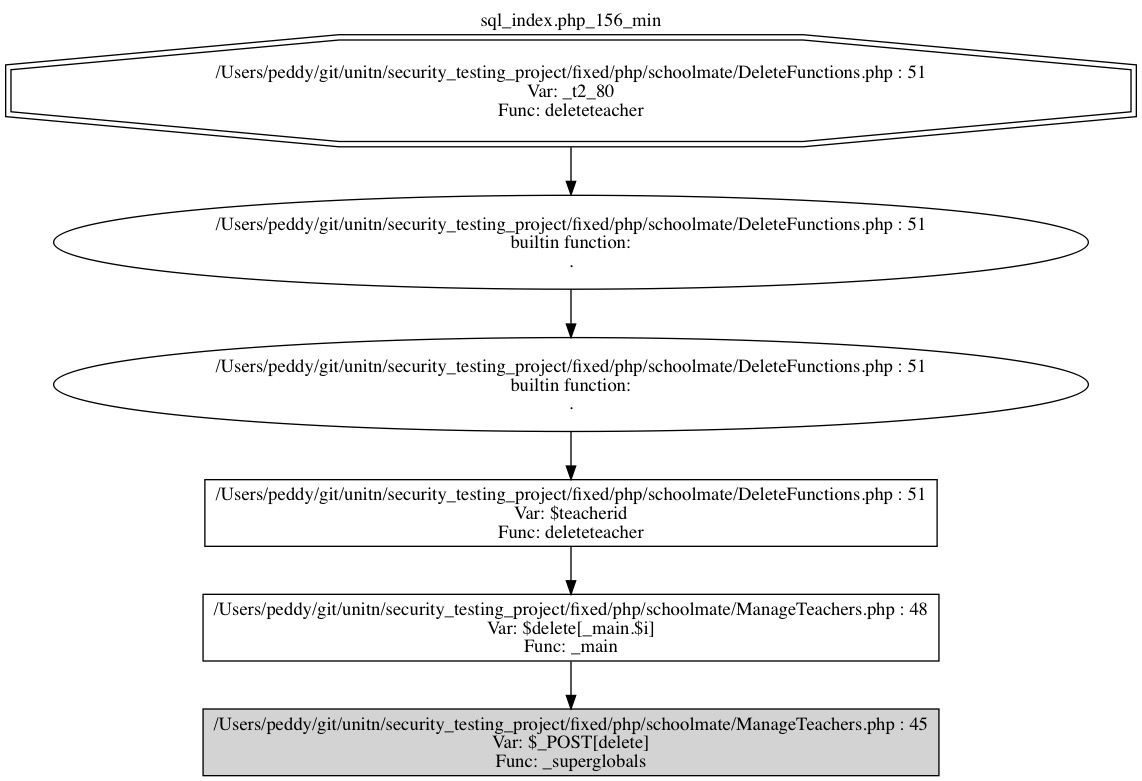 sql_index.php_156_min
/Users/peddy/git/unitn/security_testing_project/fixed/php/schoolmate/DeleteFunctions.php : 51
Var: _t2_80
Func: deleteteacher
/Users/peddy/git/unitn/security_testing_project/fixed/php/schoolmate/DeleteFunctions.php : 51
builtin function:
.
/Users/peddy/git/unitn/security_testing_project/fixed/php/schoolmate/DeleteFunctions.php : 51
builtin function:
.
/Users/peddy/git/unitn/security_testing_project/fixed/php/schoolmate/DeleteFunctions.php : 51
Var: $teacherid
Func: deleteteacher
/Users/peddy/git/unitn/security_testing_project/fixed/php/schoolmate/ManageTeachers.php : 48
Var: $delete[_main.$i]
Func: _main
/Users/peddy/git/unitn/security_testing_project/fixed/php/schoolmate/ManageTeachers.php : 45
Var: $_POST[delete]
Func: _superglobals